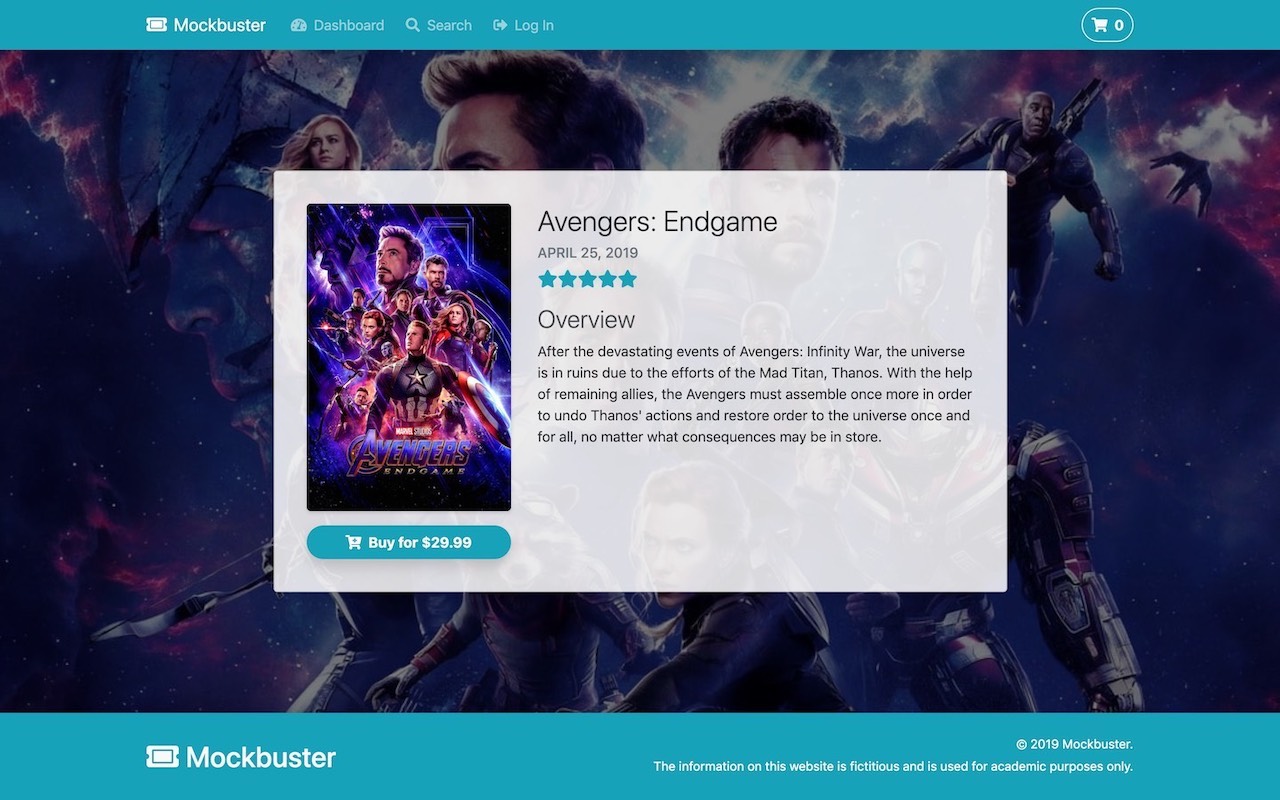 Mockbuster Dashboard Search Log In 0
MARVEL STUDIOS
AVENGERS
ENDGAME
Buy for $29.99
Avengers: Endgame
APRIL 25, 2019
Overview
After the devastating events of Avengers: Infinity War, the universe
is in ruins due to the efforts of the Mad Titan, Thanos. With the help
of remaining allies, the Avengers must assemble once more in order
to undo Thanos' actions and restore order to the universe once and
for all, no matter what consequences may be in store.
Mockbuster
© 2019 Mockbuster.
The information on this website is fictitious and is used for academic purposes only.